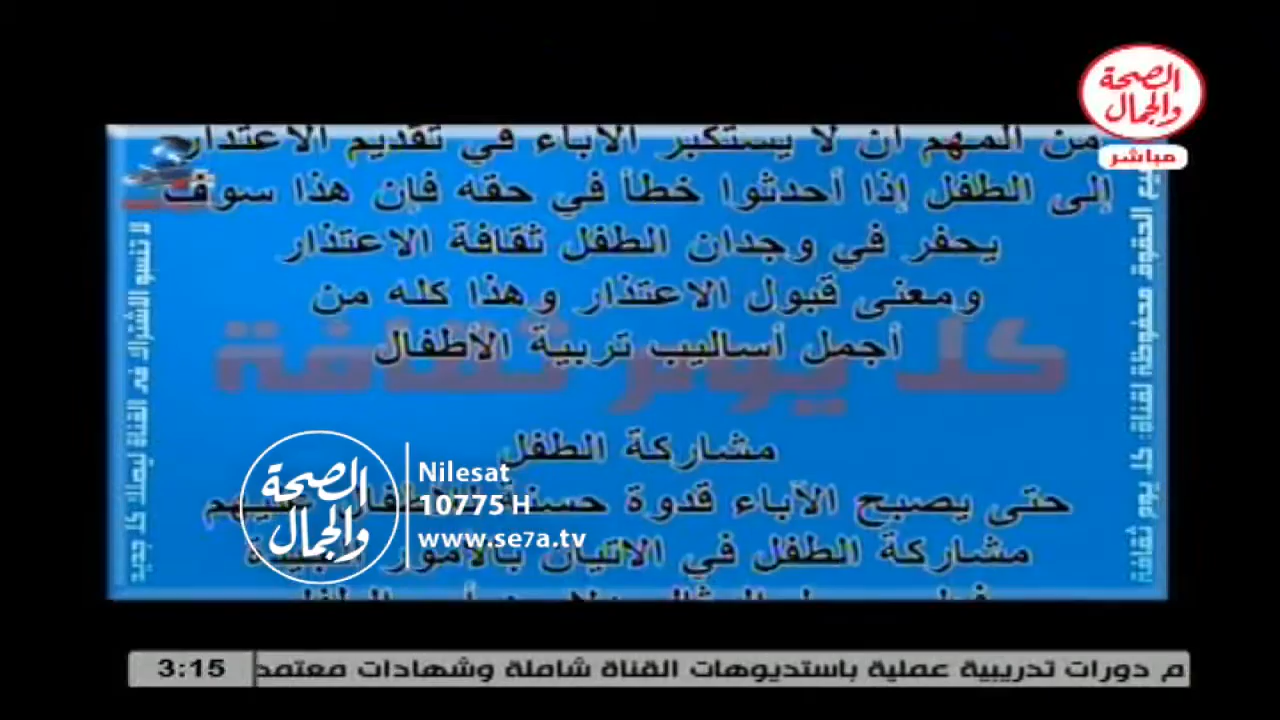 الصحة
والجمال
مباشر
من المهم أن لا يستكبر الآباء في تقديم الاعتذار
إلى الطفل إذا أحدثوا خطأ في حقه فإن هذا سوف
يحفر في وجدان الطفل ثقافة الاعتذار
ومعنى قبول الاعتذار وهذا كله من
أجمل أساليب تربية الأطفال
كل يوم ثقافة
مشاركة الطفل
حتى يصبح الآباء قدوة حسنة للأطفال عليهم
مشاركة الطفل في الاتيان بالأمور الجيدة
الحقوق محفوظة لقناة: كل يوم ثقافة
لا تنسو الاشتراك في القناة ليصلك كل جديد
الصحة
والجمال
Nilesat
10775 H
www.se7a.tv
م دورات تدريبية عملية باستديوهات القناة شاملة وشهادات معتمد
3:15